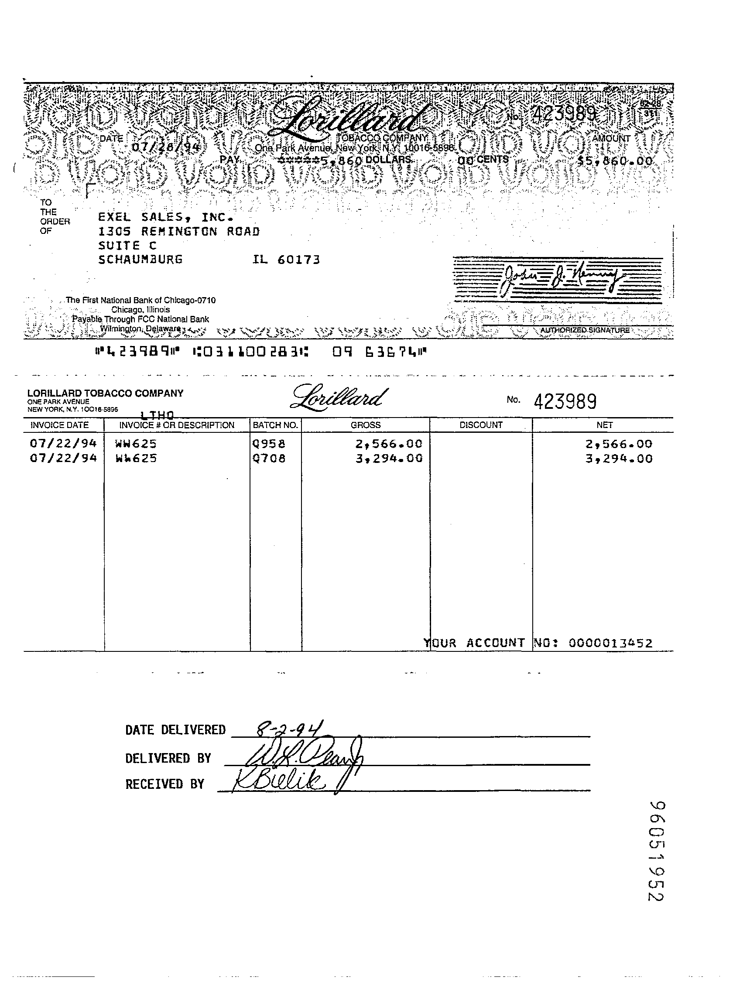 Lorillard
No. 423989
TOBACCO COMPANY
DATE 07/28/94
One Park Avenue, New York, N.Y. 10016-5896
AMOUNT
PAY *****5,860 DOLLARS 00 CENTS $5,860.00
TO
THE
ORDER
OF
EXEL SALES, INC.
1305 REMINGTON ROAD
SUITE C
SCHAUMBURG IL 60173
The First National Bank of Chicago-0710
Chicago, Illinois
Payable Through FCC National Bank
Wilmington, Delaware
AUTHORIZED SIGNATURE
⑈423989⑈ ⑆031100283⑆ 09 63674⑈
LORILLARD TOBACCO COMPANY
ONE PARK AVENUE
NEW YORK, N.Y. 10016-5896
Lorillard
No. 423989
LTHO
INVOICE DATE INVOICE # OR DESCRIPTION BATCH NO. GROSS DISCOUNT NET
07/22/94 WW625 Q958 2,566.00 2,566.00
07/22/94 WW625 Q708 3,294.00 3,294.00
YOUR ACCOUNT NO: 0000013452
DATE DELIVERED 8-2-94
DELIVERED BY
RECEIVED BY K Bielik
96051952